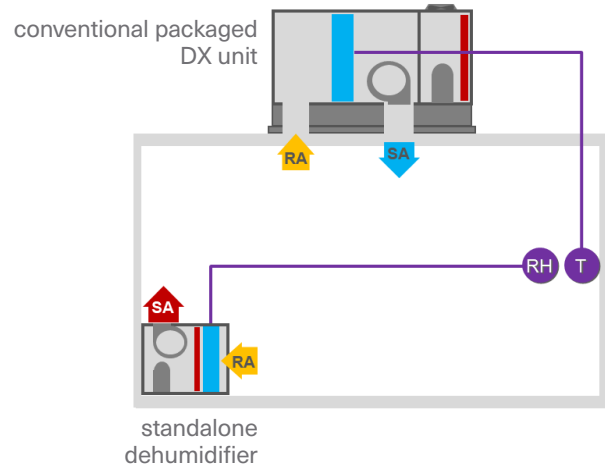 conventional packaged
DX unit
RA
SA
RH
T
SA
RA
standalone
dehumidifier